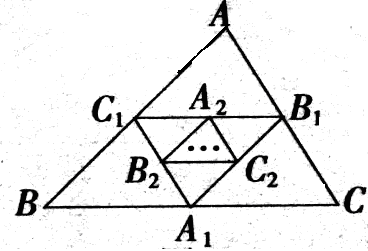 A
C₁ A₂ B₁
B₂ ... C₂
B A₁ C